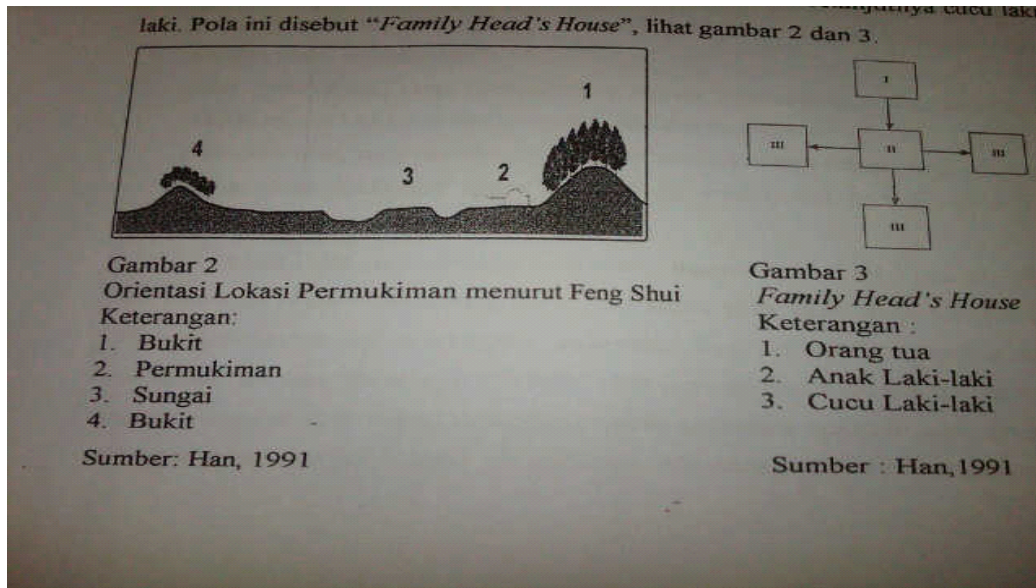 cucu laki
laki. Pola ini disebut “Family Head’s House”, lihat gambar 2 dan 3.
1
2
3
4
I
III
II
III
III
Gambar 2
Orientasi Lokasi Permukiman menurut Feng Shui
Keterangan:
1. Bukit
2. Permukiman
3. Sungai
4. Bukit
Sumber: Han, 1991
Gambar 3
Family Head’s House
Keterangan :
1. Orang tua
2. Anak Laki-laki
3. Cucu Laki-laki
Sumber : Han,1991